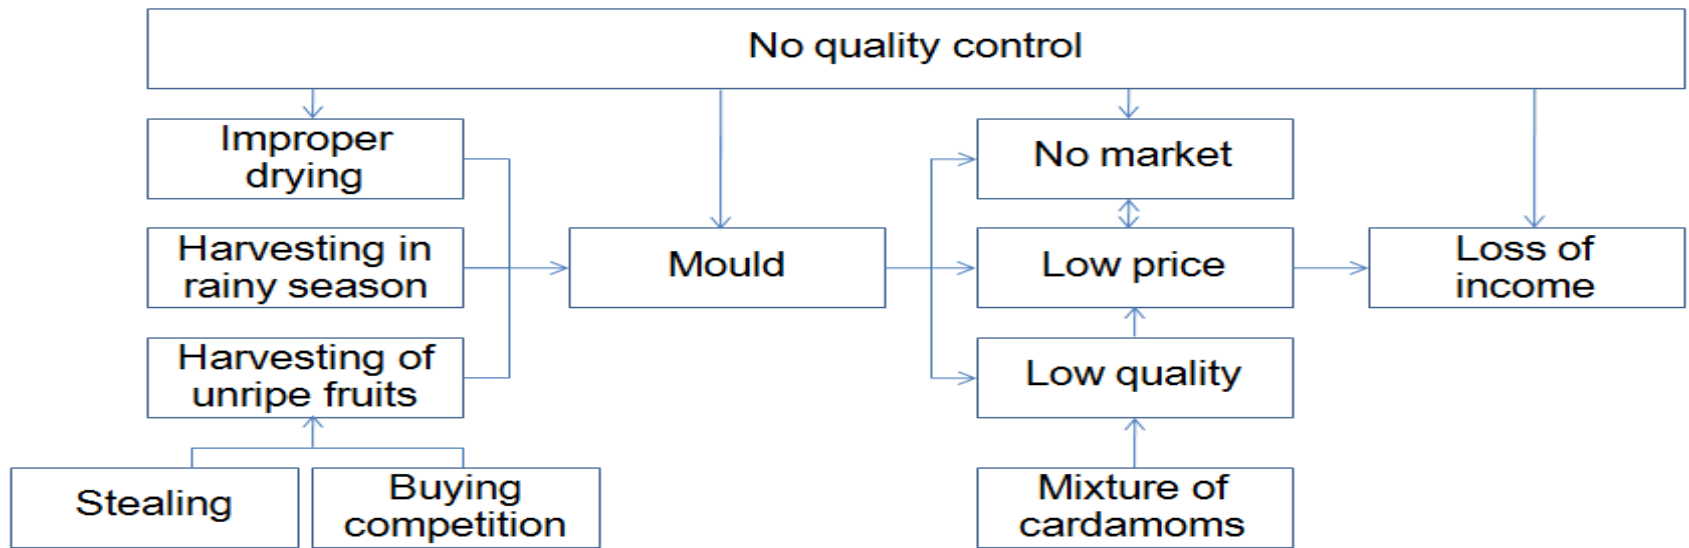 No quality control
Improper
drying
No market
Harvesting in
rainy season
Mould
Low price
Loss of
income
Harvesting of
unripe fruits
Low quality
Stealing
Buying
competition
Mixture of
cardamoms